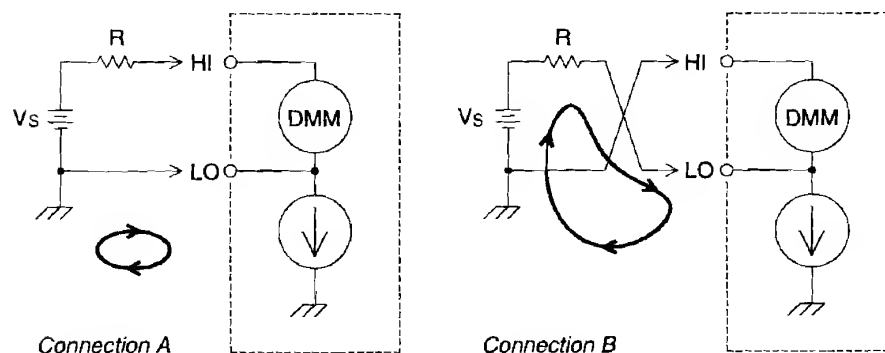 R
HI
DMM
Vs
LO
Connection A
R
HI
DMM
Vs
LO
Connection B